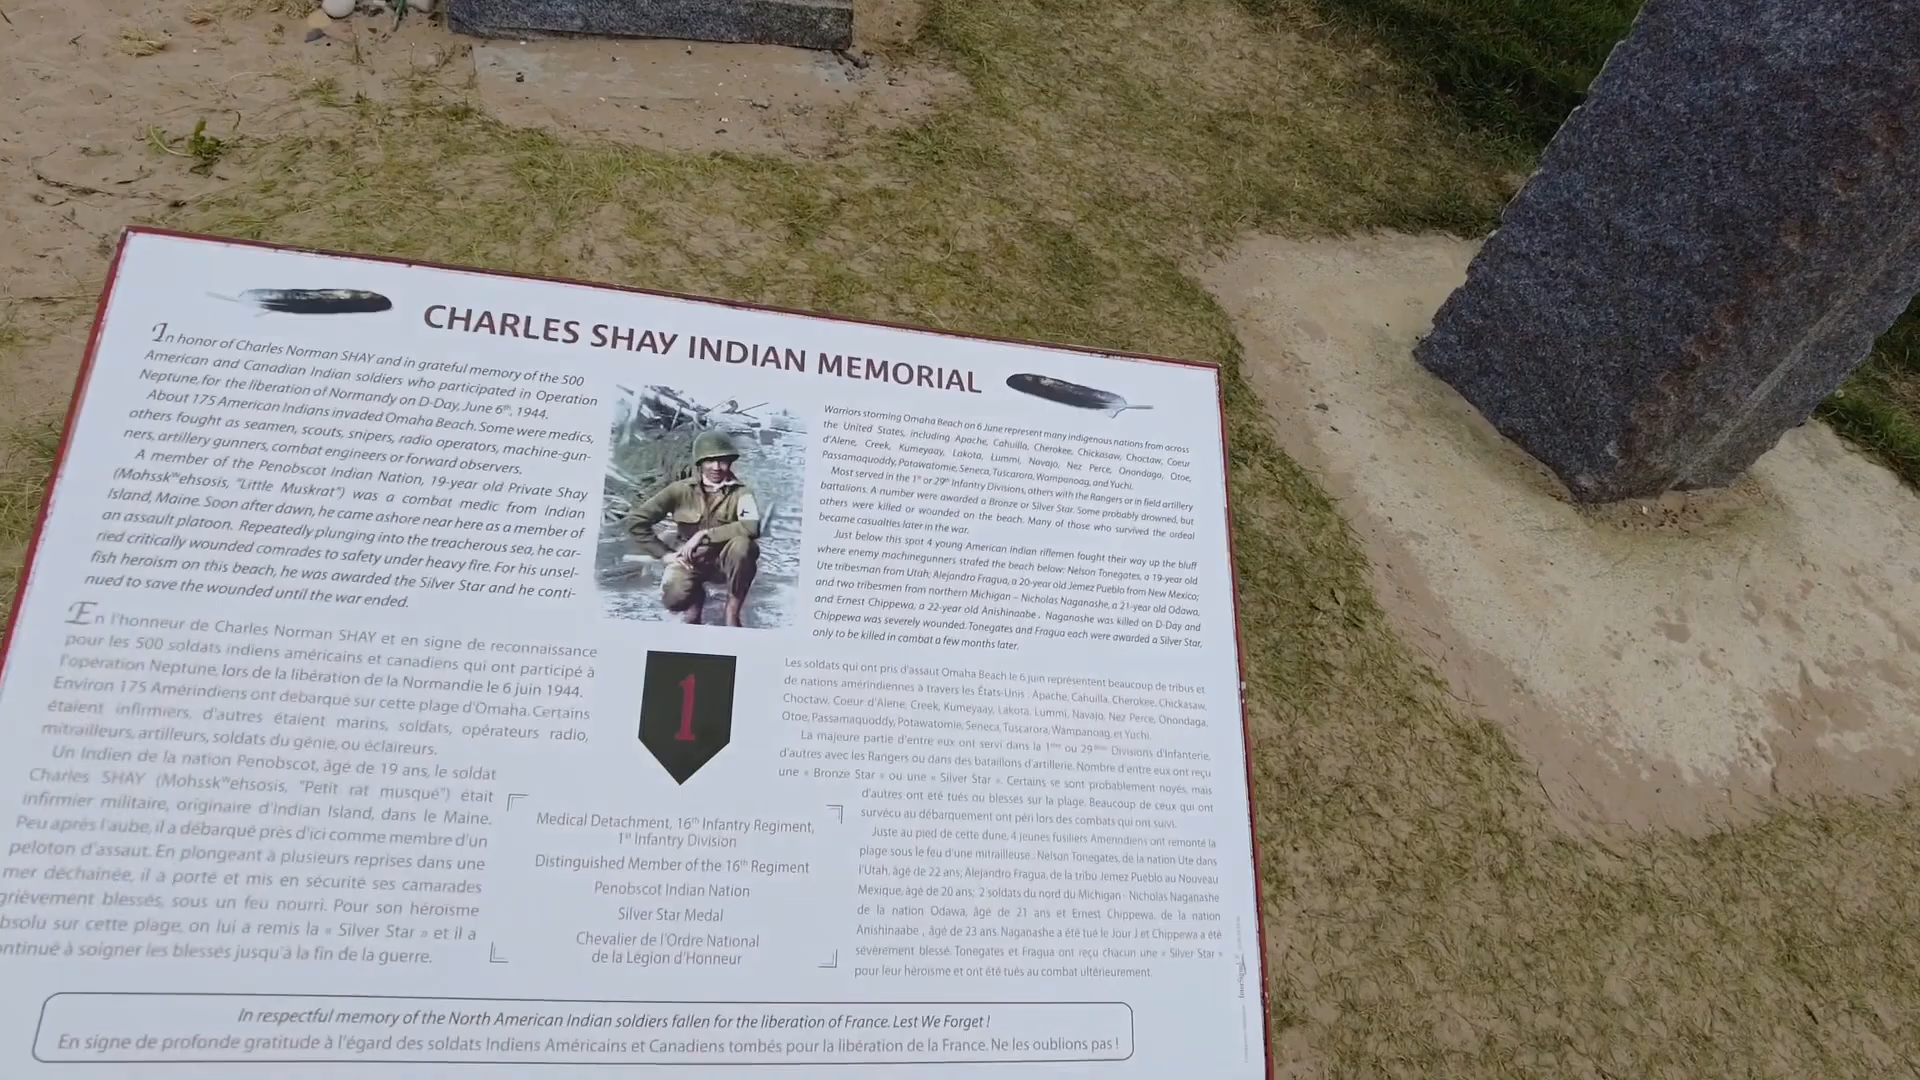 CHARLES SHAY INDIAN MEMORIAL
In honor of Charles Norman SHAY and in grateful memory of the 500
American and Canadian Indian soldiers who participated in Operation
Neptune, for the liberation of Normandy on D-Day, June 6th, 1944.
About 175 American Indians invaded Omaha Beach. Some were medics,
others fought as seamen, scouts, snipers, radio operators, machine-gun-
ners, artillery gunners, combat engineers or forward observers.
A member of the Penobscot Indian Nation, 19-year old Private Shay
(Mohsskʷehsosis, "Little Muskrat") was a combat medic from Indian
Island, Maine. Soon after dawn, he came ashore near here as a member of
an assault platoon. Repeatedly plunging into the treacherous sea, he car-
ried critically wounded comrades to safety under heavy fire. For his unsel-
fish heroism on this beach, he was awarded the Silver Star and he conti-
nued to save the wounded until the war ended.
En l'honneur de Charles Norman SHAY et en signe de reconnaissance
pour les 500 soldats indiens américains et canadiens qui ont participé à
l'opération Neptune, lors de la libération de la Normandie le 6 juin 1944.
Environ 175 Amérindiens ont débarqué sur cette plage d'Omaha. Certains
étaient infirmiers, d'autres étaient marins, soldats, opérateurs radio,
mitrailleurs, artilleurs, soldats du génie, ou éclaireurs.
Un Indien de la nation Penobscot, âgé de 19 ans, le soldat
Charles SHAY (Mohsskʷehsosis, "Petit rat musqué") était
infirmier militaire, originaire d'Indian Island, dans le Maine.
Peu après l'aube, il a débarqué près d'ici comme membre d'un
peloton d'assaut. En plongeant à plusieurs reprises dans une
mer déchainée, il a porté et mis en sécurité ses camarades
grièvement blessés, sous un feu nourri. Pour son héroïsme
absolu sur cette plage, on lui a remis la « Silver Star » et il a
continué à soigner les blessés jusqu'à la fin de la guerre.
1
Medical Detachment, 16th Infantry Regiment,
1st Infantry Division
Distinguished Member of the 16th Regiment
Penobscot Indian Nation
Silver Star Medal
Chevalier de l'Ordre National
de la Légion d'Honneur
Warriors storming Omaha Beach on 6 June represent many indigenous nations from across
the United States, including Apache, Cahuilla, Cherokee, Chickasaw, Choctaw, Coeur
d'Alene, Creek, Kumeyaay, Lakota, Lummi, Navajo, Nez Perce, Onondaga, Otoe,
Passamaquoddy, Potawatomie, Seneca, Tuscarora, Wampanoag, and Yuchi.
Most served in the 1st or 29th Infantry Divisions, others with the Rangers or in field artillery
battalions. A number were awarded a Bronze or Silver Star. Some probably drowned, but
others were killed or wounded on the beach. Many of those who survived the ordeal
became casualties later in the war.
Just below this spot 4 young American Indian riflemen fought their way up the bluff
where enemy machinegunners strafed the beach below: Nelson Tonegates, a 19-year old
Ute tribesman from Utah; Alejandro Fragua, a 20-year old Jemez Pueblo from New Mexico;
and two tribesmen from northern Michigan – Nicholas Naganashe, a 21-year old Odawa,
and Ernest Chippewa, a 22-year old Anishinaabe . Naganashe was killed on D-Day and
Chippewa was severely wounded. Tonegates and Fragua each were awarded a Silver Star,
only to be killed in combat a few months later.
Les soldats qui ont pris d'assaut Omaha Beach le 6 juin représentent beaucoup de tribus et
de nations amérindiennes à travers les États-Unis : Apache, Cahuilla, Cherokee, Chickasaw,
Choctaw, Coeur d'Alene, Creek, Kumeyaay, Lakota, Lummi, Navajo, Nez Perce, Onondaga,
Otoe, Passamaquoddy, Potawatomie, Seneca, Tuscarora, Wampanoag, et Yuchi.
La majeure partie d'entre eux ont servi dans la 1ère ou 29ème Divisions d'Infanterie,
d'autres avec les Rangers ou dans des bataillons d'artillerie. Nombre d'entre eux ont reçu
une « Bronze Star » ou une « Silver Star ». Certains se sont probablement noyés, mais
d'autres ont été tués ou blessés sur la plage. Beaucoup de ceux qui ont
survécu au débarquement ont péri lors des combats qui ont suivi.
Juste au pied de cette dune, 4 jeunes fusiliers Amérindiens ont remonté la
plage sous le feu d'une mitrailleuse : Nelson Tonegates, de la nation Ute dans
l'Utah, âgé de 22 ans; Alejandro Fragua, de la tribu Jemez Pueblo au Nouveau
Mexique, âgé de 20 ans; 2 soldats du nord du Michigan - Nicholas Naganashe
de la nation Odawa, âgé de 21 ans et Ernest Chippewa, de la nation
Anishinaabe , âgé de 23 ans. Naganashe a été tué le Jour J et Chippewa a été
sévèrement blessé. Tonegates et Fragua ont reçu chacun une « Silver Star »
pour leur héroïsme et ont été tués au combat ultérieurement.
In respectful memory of the North American Indian soldiers fallen for the liberation of France. Lest We Forget !
En signe de profonde gratitude à l'égard des soldats Indiens Américains et Canadiens tombés pour la libération de la France. Ne les oublions pas !